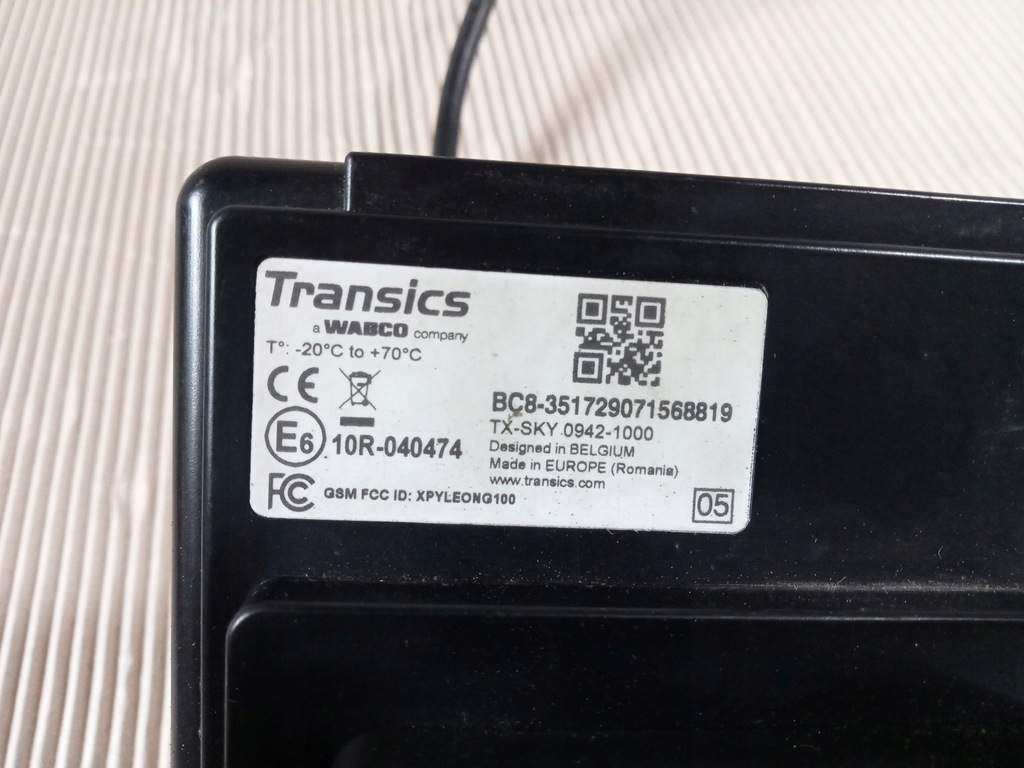 Transics
a WABCO company
T°: -20°C to +70°C
CE
E6 10R-040474
FC GSM FCC ID: XPYLEONG100
BC8-351729071568819
TX-SKY 0942-1000
Designed in BELGIUM
Made in EUROPE (Romania)
www.transics.com
05